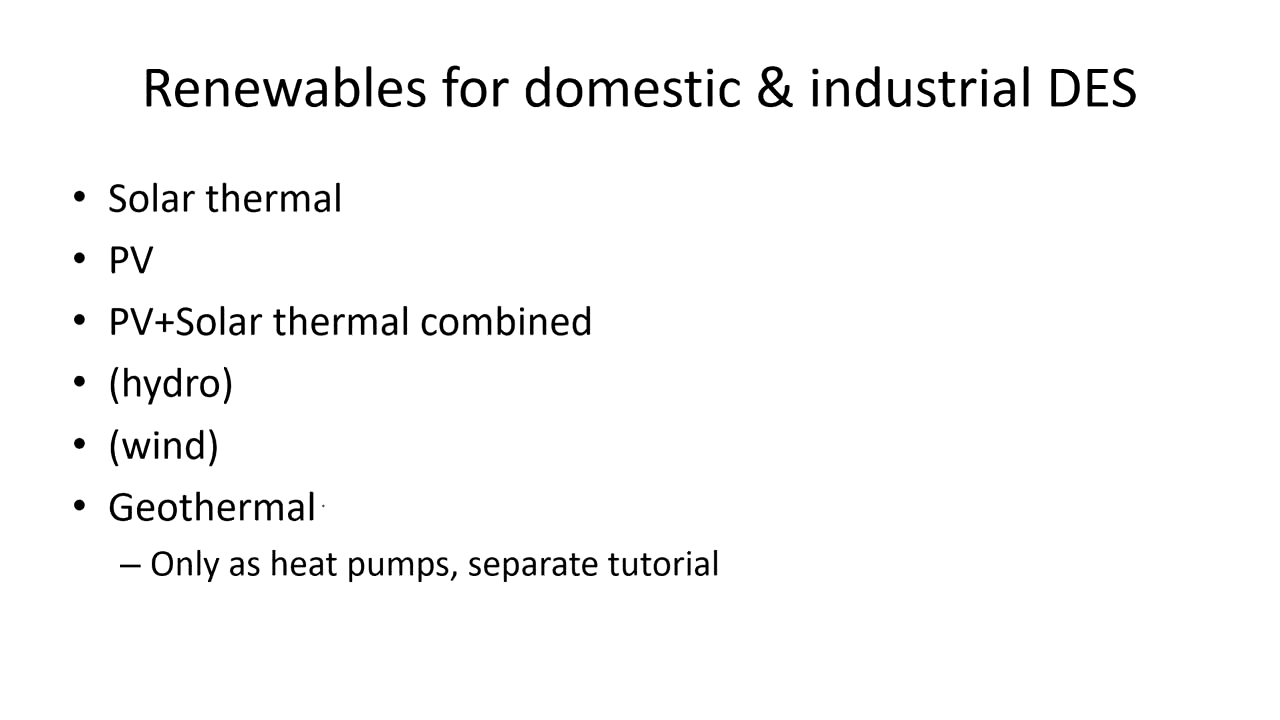 Renewables for domestic & industrial DES
• Solar thermal
• PV
• PV+Solar thermal combined
• (hydro)
• (wind)
• Geothermal
– Only as heat pumps, separate tutorial